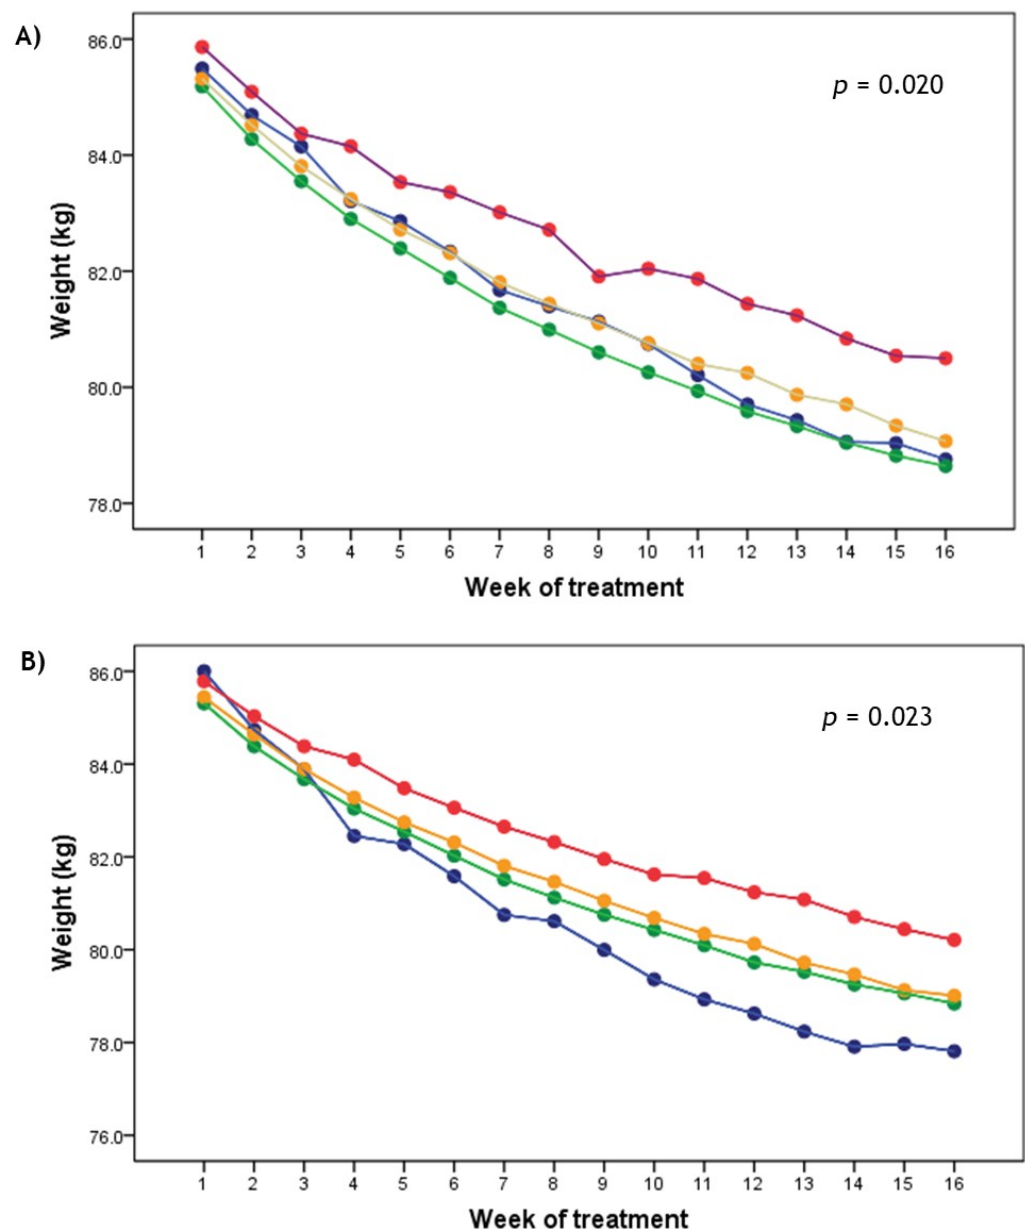 A)
86.0
84.0
82.0
80.0
78.0
Weight (kg)
p = 0.020
1 2 3 4 5 6 7 8 9 10 11 12 13 14 15 16
Week of treatment
B)
86.0
84.0
82.0
80.0
78.0
76.0
Weight (kg)
p = 0.023
1 2 3 4 5 6 7 8 9 10 11 12 13 14 15 16
Week of treatment